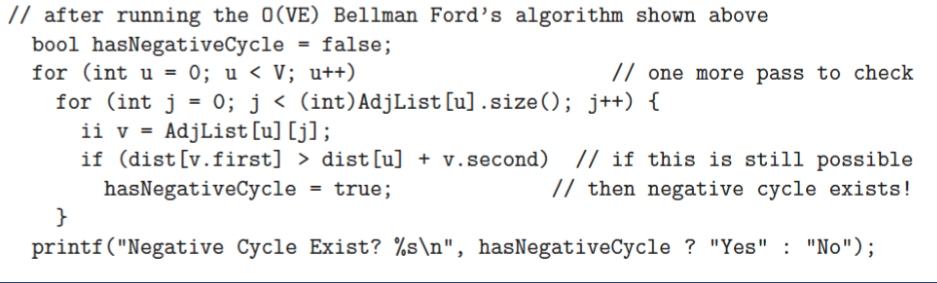 // after running the O(VE) Bellman Ford's algorithm shown above
bool hasNegativeCycle = false;
for (int u = 0; u < V; u++) // one more pass to check
for (int j = 0; j < (int)AdjList[u].size(); j++) {
ii v = AdjList[u][j];
if (dist[v.first] > dist[u] + v.second) // if this is still possible
hasNegativeCycle = true; // then negative cycle exists!
}
printf("Negative Cycle Exist? %s\n", hasNegativeCycle ? "Yes" : "No");